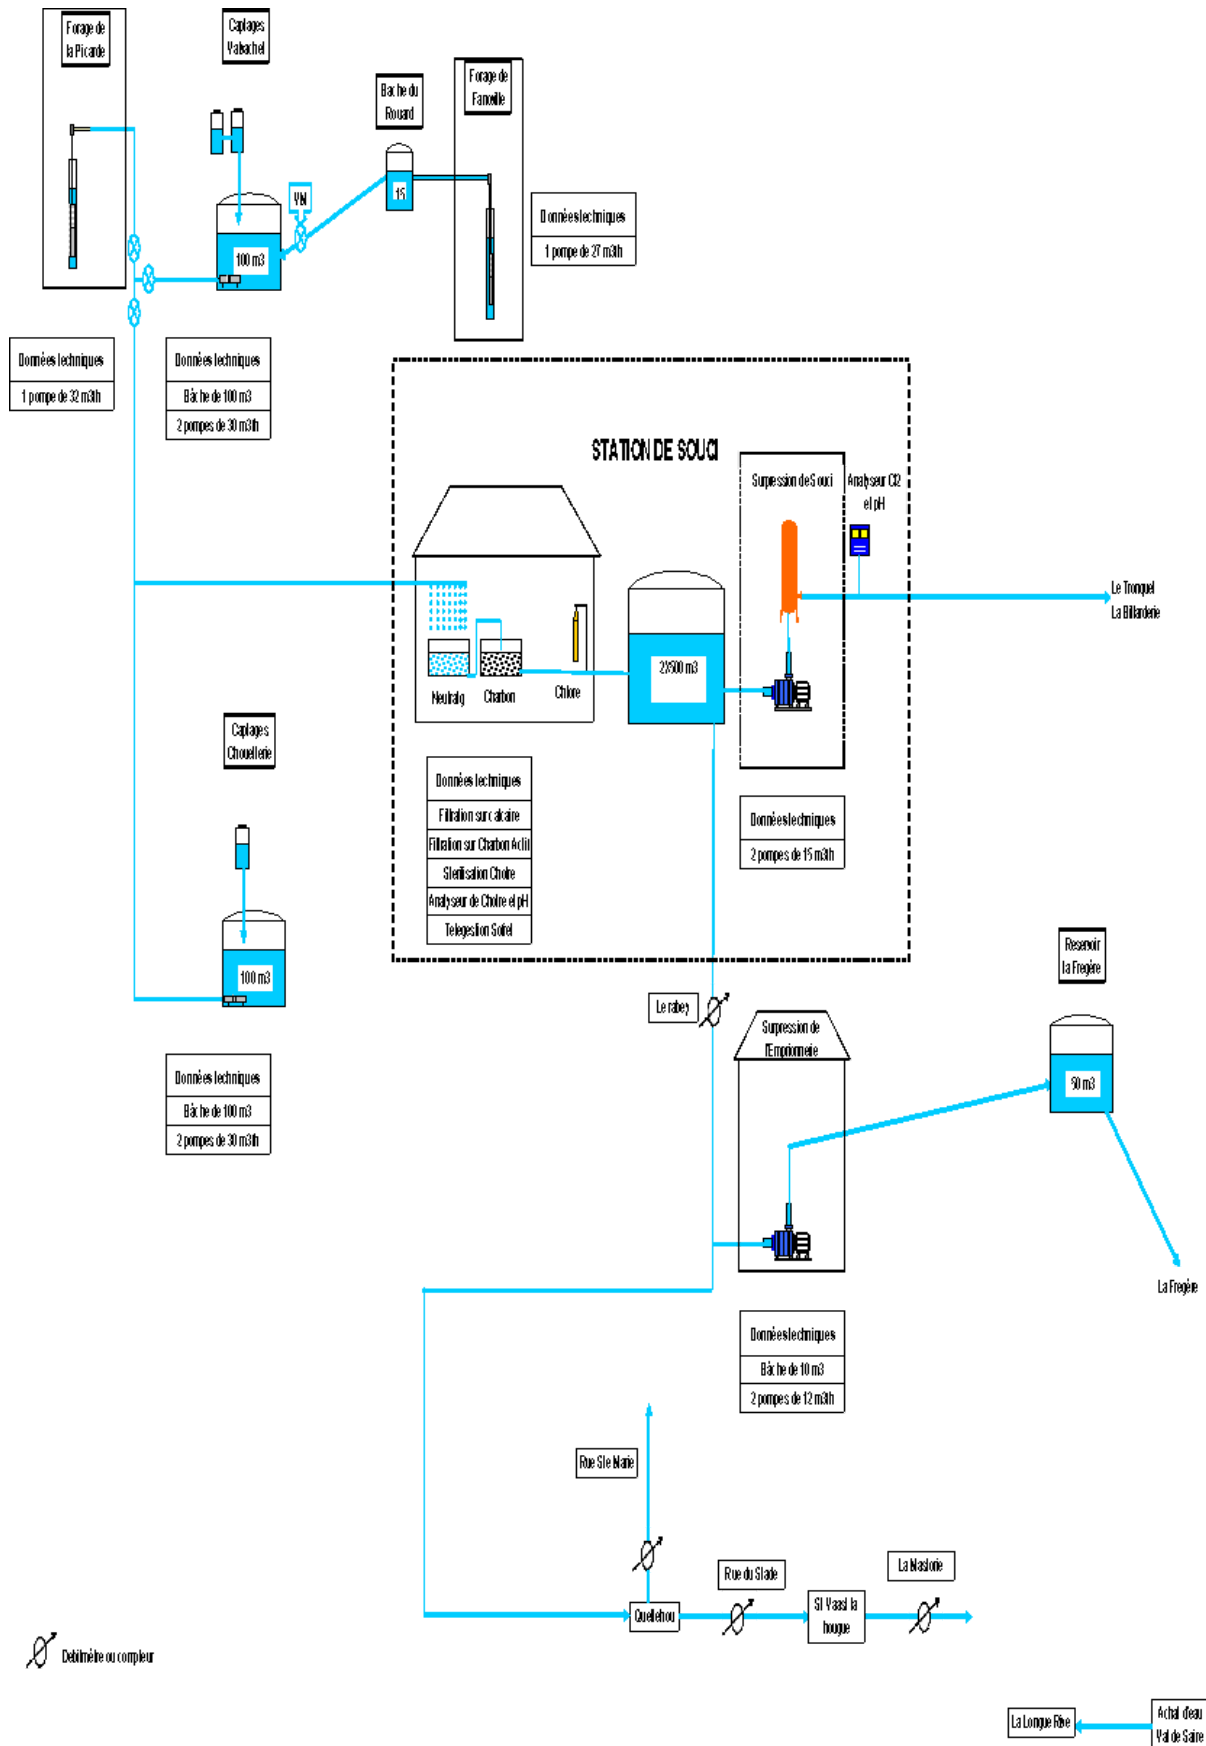 Forage de
la Picarde
Captages
Valvachel
Bache du
Rouard
Forage de
Fanoville
VM
15
100 m3
Données techniques
1 pompe de 27 m3\h
Données techniques
1 pompe de 32 m3\h
Données techniques
Bâche de 100 m3
2 pompes de 30 m3\h
STATION DE SOUCI
Surpression de Souci
Analyseur Cl2
et pH
Le Tronquet
La Billarderie
2X500 m3
Neutralg
Charbon
Chlore
Captages
Chouetterie
Données techniques
Filtration sur calcaire
Filtration sur Charbon Actif
Stérilisation Chlore
Analyseur de Chlore et pH
Telegestion Sofrel
Données techniques
2 pompes de 15 m3\h
100 m3
Le rabey
Surpression de
l'Emprionnerie
Reservoir
la Fregère
50 m3
Données techniques
Bâche de 100 m3
2 pompes de 30 m3\h
La Fregère
Données techniques
Bâche de 10 m3
2 pompes de 12 m3\h
Rue Ste Marie
Rue du Stade
La Mastorie
Quettehou
St Vaast la
hougue
Debitmètre ou compteur
La Longue Rive
Achat d'eau
Val de Saire